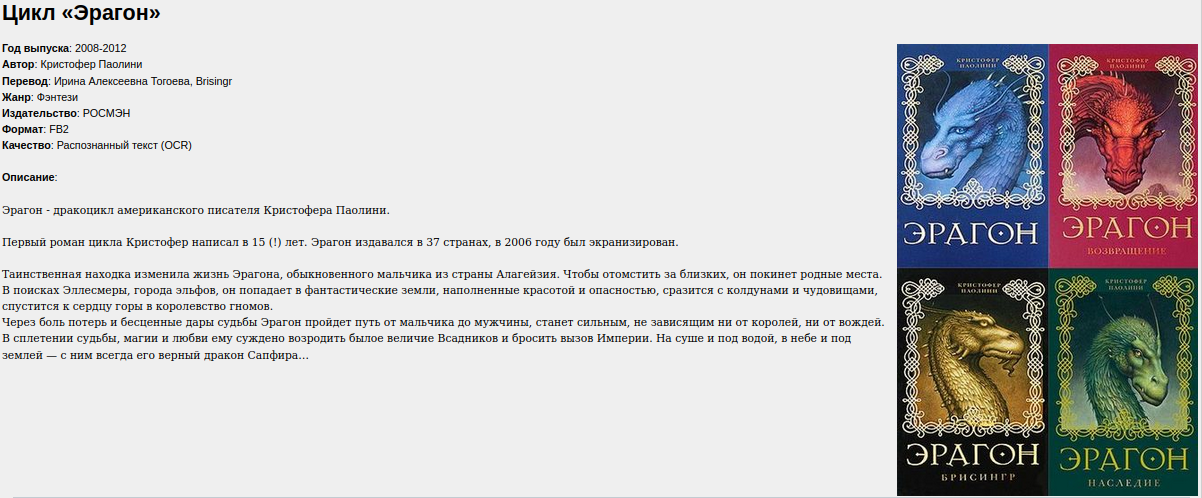 Цикл «Эрагон»
Год выпуска: 2008-2012
Автор: Кристофер Паолини
Перевод: Ирина Алексеевна Тогоева, Brisingr
Жанр: Фэнтези
Издательство: РОСМЭН
Формат: FB2
Качество: Распознанный текст (OCR)
Описание:
Эрагон - дракоцикл американского писателя Кристофера Паолини.
Первый роман цикла Кристофер написал в 15 (!) лет. Эрагон издавался в 37 странах, в 2006 году был экранизирован.
Таинственная находка изменила жизнь Эрагона, обыкновенного мальчика из страны Алагейзия. Чтобы отомстить за близких, он покинет родные места.
В поисках Эллесмеры, города эльфов, он попадает в фантастические земли, наполненные красотой и опасностью, сразится с колдунами и чудовищами,
спустится к сердцу горы в королевство гномов.
Через боль потерь и бесценные дары судьбы Эрагон пройдет путь от мальчика до мужчины, станет сильным, не зависящим ни от королей, ни от вождей.
В сплетении судьбы, магии и любви ему суждено возродить былое величие Всадников и бросить вызов Империи. На суше и под водой, в небе и под
землей — с ним всегда его верный дракон Сапфира...
КРИСТОФЕР
ПАОЛИНИ
ЭРАГОН
КРИСТОФЕР
ПАОЛИНИ
ЭРАГОН
ВОЗВРАЩЕНИЕ
КРИСТОФЕР
ПАОЛИНИ
ЭРАГОН
БРИСИНГР
КРИСТОФЕР
ПАОЛИНИ
ЭРАГОН
НАСЛЕДИЕ